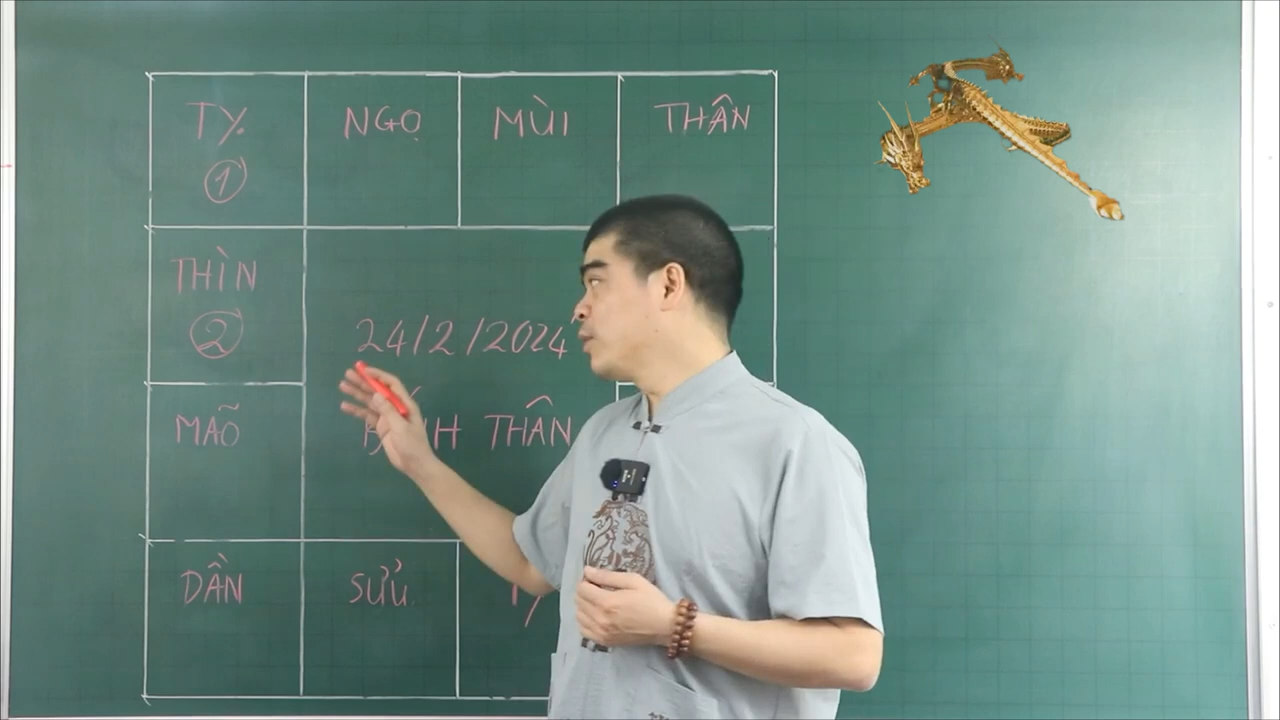 TỴ. NGỌ MÙI THÂN
1
THÌN
2
24/2/2024
MÃO
THÂN
DẦN SỬU